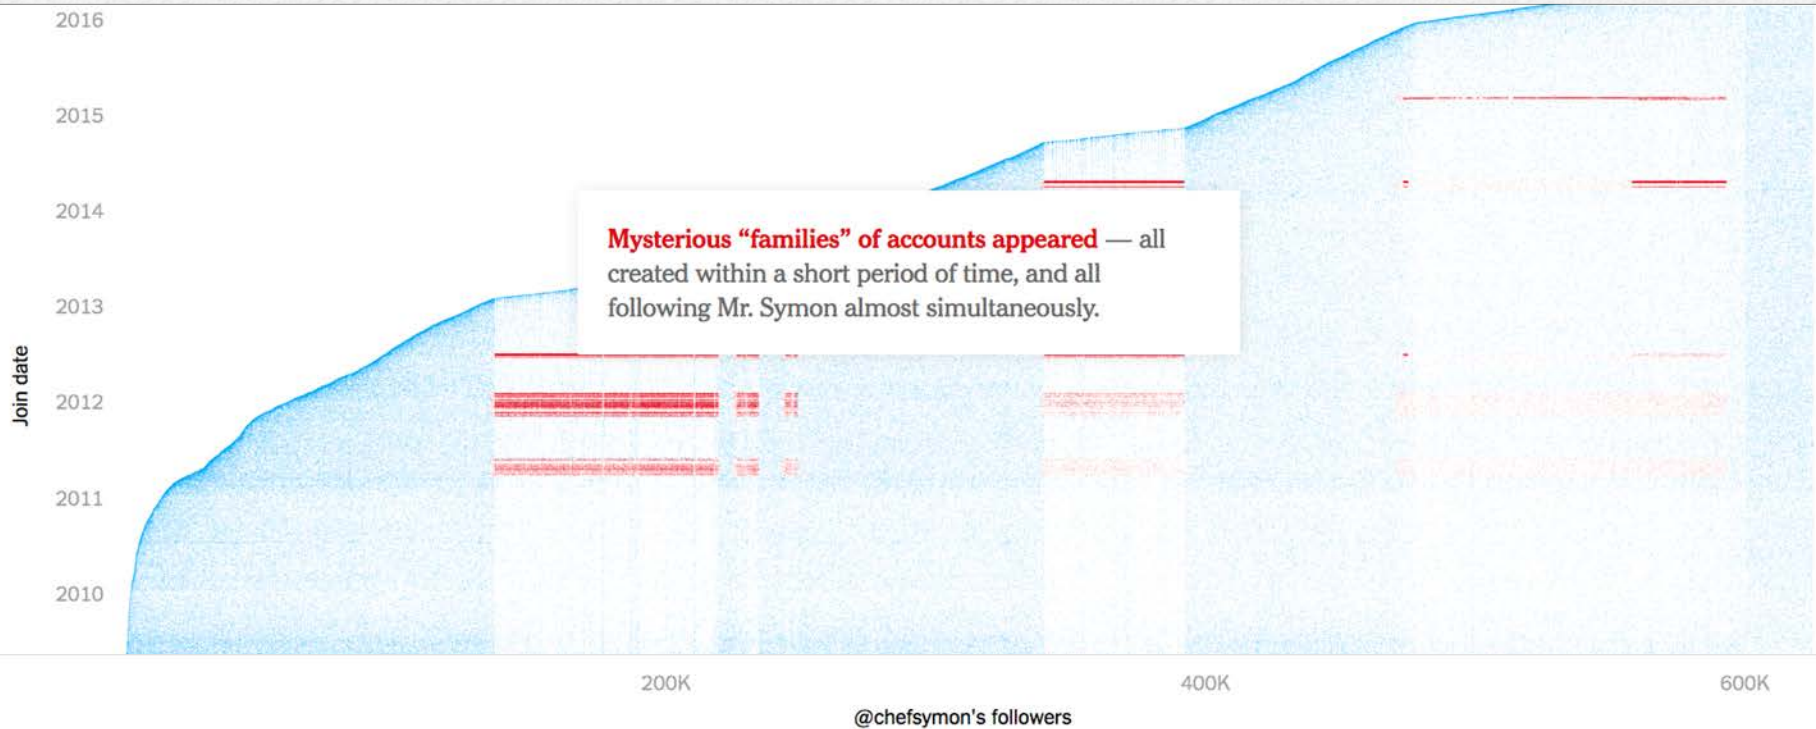 2016
2015
2014
2013
2012
2011
2010
Join date
Mysterious “families” of accounts appeared — all
created within a short period of time, and all
following Mr. Symon almost simultaneously.
200K
400K
600K
@chefsymon's followers